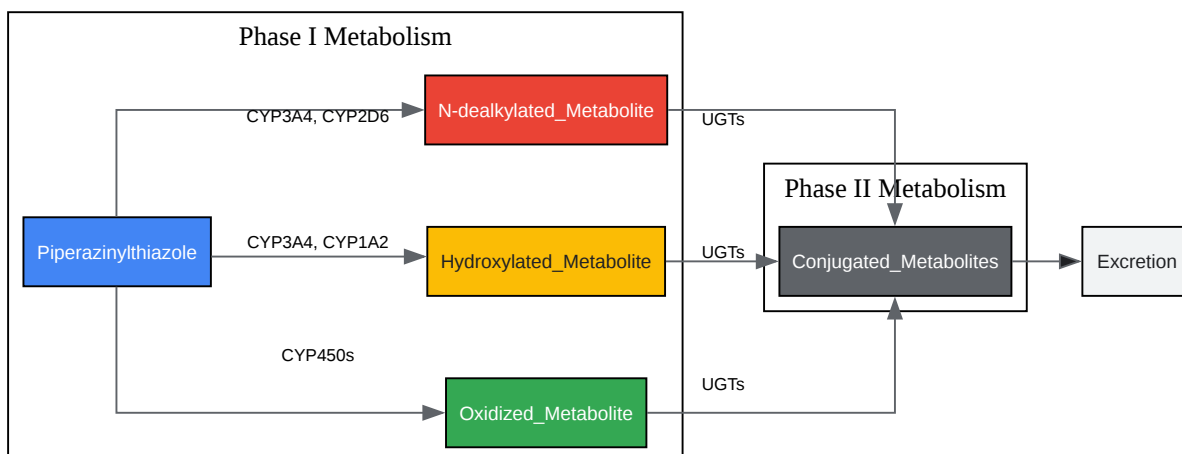 Phase I Metabolism
CYP3A4, CYP2D6
N-dealkylated_Metabolite
UGTs
Phase II Metabolism
Piperazinylthiazole
CYP3A4, CYP1A2
Hydroxylated_Metabolite
UGTs
Conjugated_Metabolites
Excretion
CYP450s
Oxidized_Metabolite
UGTs